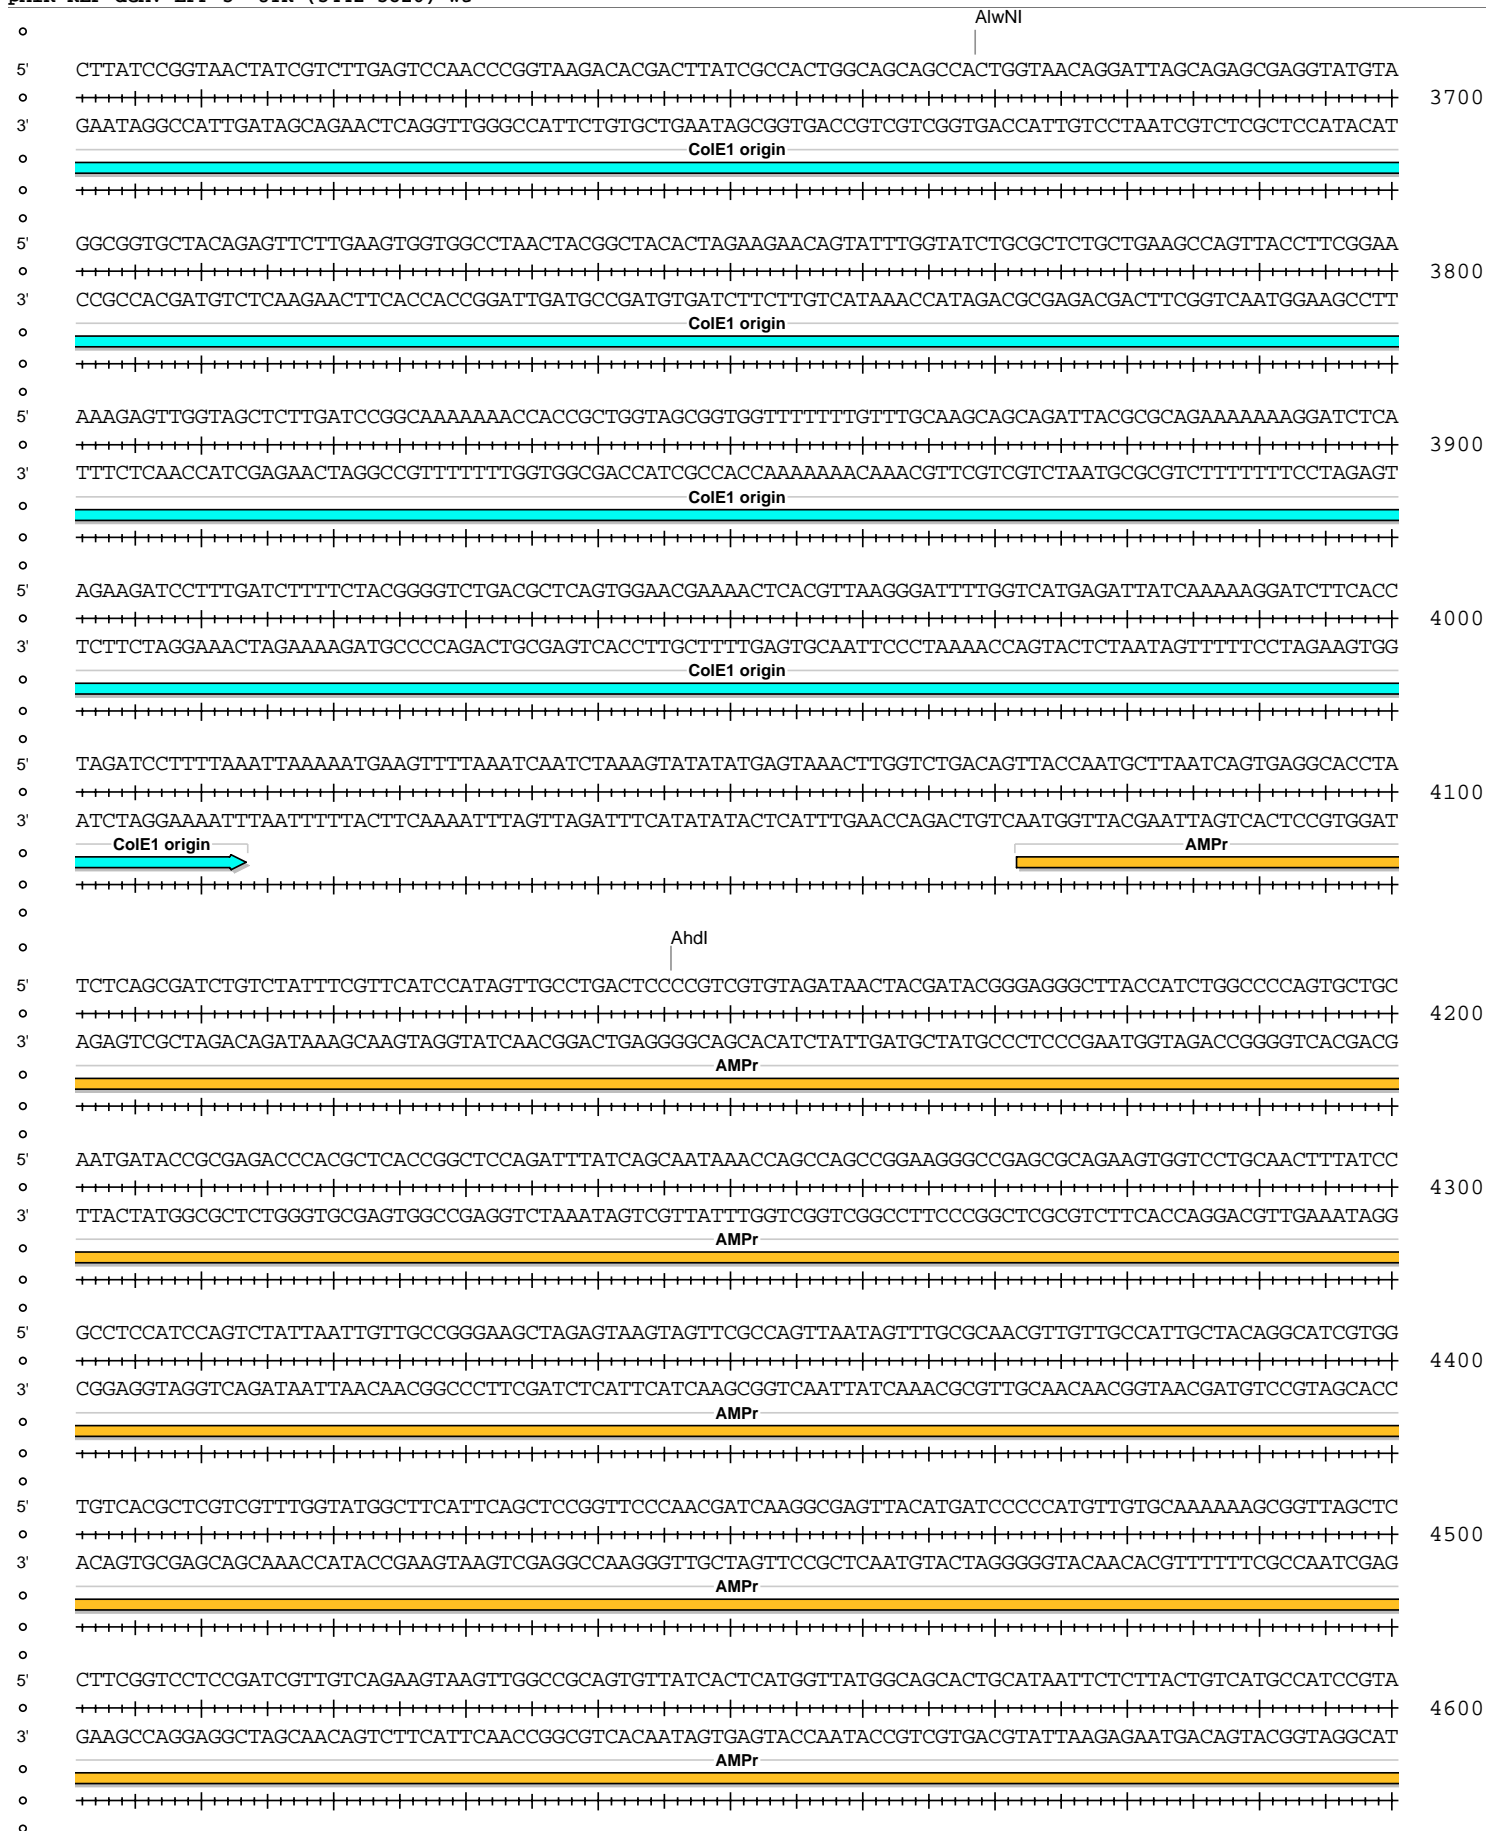 AlwNI
5' CTTATCCGGTAACTATCGTCTTGAGTCCAACCCGGTAAGACACGACTTATCGCCACTGGCAGCAGCCACTGGTAACAGGATTAGCAGAGCGAGGTATGTA
3700
3' GAATAGGCCATTGATAGCAGAACTCAGGTTGGGCCATTCTGTGCTGAATAGCGGTGACCGTCGTCGGTGACCATTGTCCTAATCGTCTCGCTCCATACAT
ColE1 origin
5' GGCGGTGCTACAGAGTTCTTGAAGTGGTGGCCTAACTACGGCTACACTAGAAGAACAGTATTTGGTATCTGCGCTCTGCTGAAGCCAGTTACCTTCGGAA
3800
3' CCGCCACGATGTCTCAAGAACTTCACCACCGGATTGATGCCGATGTGATCTTCTTGTCATAAACCATAGACGCGAGACGACTTCGGTCAATGGAAGCCTT
ColE1 origin
5' AAAGAGTTGGTAGCTCTTGATCCGGCAAAAAAACCACCGCTGGTAGCGGTGGTTTTTTTGTTTGCAAGCAGCAGATTACGCGCAGAAAAAAAGGATCTCA
3900
3' TTTCTCAACCATCGAGAACTAGGCCGTTTTTTTGGTGGCGACCATCGCCACCAAAAAAACAAACGTTCGTCGTCTAATGCGCGTCTTTTTTTCCTAGAGT
ColE1 origin
5' AGAAGATCCTTTGATCTTTTCTACGGGGTCTGACGCTCAGTGGAACGAAAACTCACGTTAAGGGATTTTGGTCATGAGATTATCAAAAAGGATCTTCACC
4000
3' TCTTCTAGGAAACTAGAAAAGATGCCCCAGACTGCGAGTCACCTTGCTTTTGAGTGCAATTCCCTAAAACCAGTACTCTAATAGTTTTTCCTAGAAGTGG
ColE1 origin
5' TAGATCCTTTTAAATTAAAAATGAAGTTTTAAATCAATCTAAAGTATATATGAGTAAACTTGGTCTGACAGTTACCAATGCTTAATCAGTGAGGCACCTA
4100
3' ATCTAGGAAAATTTAATTTTTACTTCAAAATTTAGTTAGATTTCATATATACTCATTTGAACCAGACTGTCAATGGTTACGAATTAGTCACTCCGTGGAT
ColE1 origin AMPr
AhdI
5' TCTCAGCGATCTGTCTATTTCGTTCATCCATAGTTGCCTGACTCCCCGTCGTGTAGATAACTACGATACGGGAGGGCTTACCATCTGGCCCCAGTGCTGC
4200
3' AGAGTCGCTAGACAGATAAAGCAAGTAGGTATCAACGGACTGAGGGGCAGCACATCTATTGATGCTATGCCCTCCCGAATGGTAGACCGGGGTCACGACG
AMPr
5' AATGATACCGCGAGACCCACGCTCACCGGCTCCAGATTTATCAGCAATAAACCAGCCAGCCGGAAGGGCCGAGCGCAGAAGTGGTCCTGCAACTTTATCC
4300
3' TTACTATGGCGCTCTGGGTGCGAGTGGCCGAGGTCTAAATAGTCGTTATTTGGTCGGTCGGCCTTCCCGGCTCGCGTCTTCACCAGGACGTTGAAATAGG
AMPr
5' GCCTCCATCCAGTCTATTAATTGTTGCCGGGAAGCTAGAGTAAGTAGTTCGCCAGTTAATAGTTTGCGCAACGTTGTTGCCATTGCTACAGGCATCGTGG
4400
3' CGGAGGTAGGTCAGATAATTAACAACGGCCCTTCGATCTCATTCATCAAGCGGTCAATTATCAAACGCGTTGCAACAACGGTAACGATGTCCGTAGCACC
AMPr
5' TGTCACGCTCGTCGTTTGGTATGGCTTCATTCAGCTCCGGTTCCCAACGATCAAGGCGAGTTACATGATCCCCCATGTTGTGCAAAAAAGCGGTTAGCTC
4500
3' ACAGTGCGAGCAGCAAACCATACCGAAGTAAGTCGAGGCCAAGGGTTGCTAGTTCCGCTCAATGTACTAGGGGGTACAACACGTTTTTTCGCCAATCGAG
AMPr
5' CTTCGGTCCTCCGATCGTTGTCAGAAGTAAGTTGGCCGCAGTGTTATCACTCATGGTTATGGCAGCACTGCATAATTCTCTTACTGTCATGCCATCCGTA
4600
3' GAAGCCAGGAGGCTAGCAACAGTCTTCATTCAACCGGCGTCACAATAGTGAGTACCAATACCGTCGTGACGTATTAAGAGAATGACAGTACGGTAGGCAT
AMPr